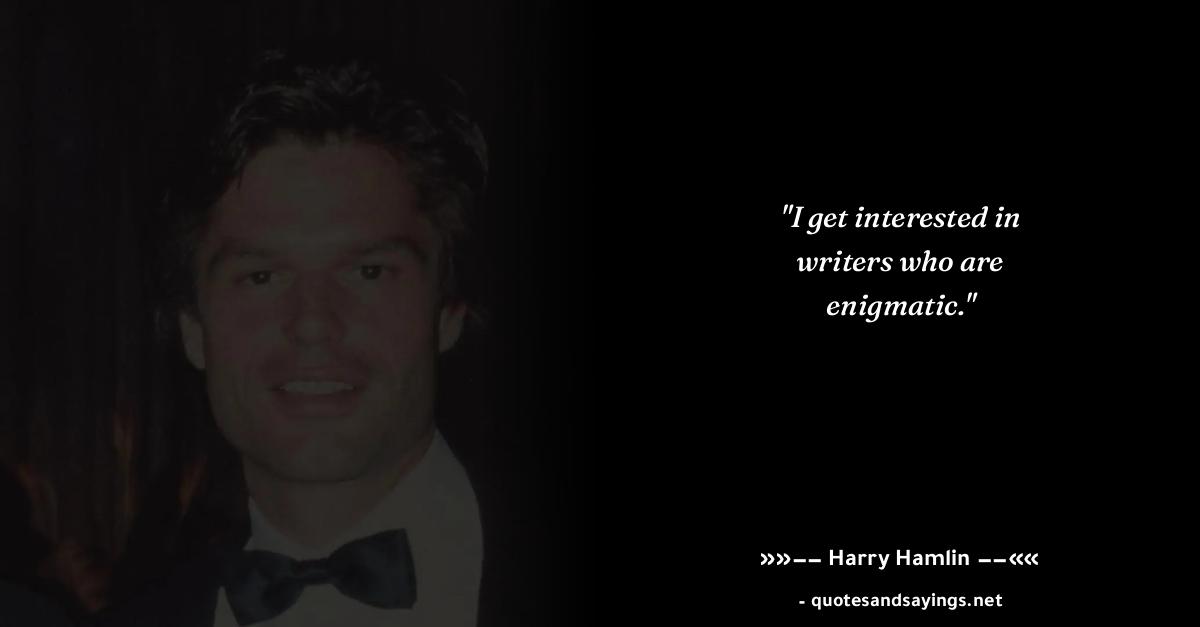 "I get interested in
writers who are
enigmatic."
»»–– Harry Hamlin ––««
- quotesandsayings.net